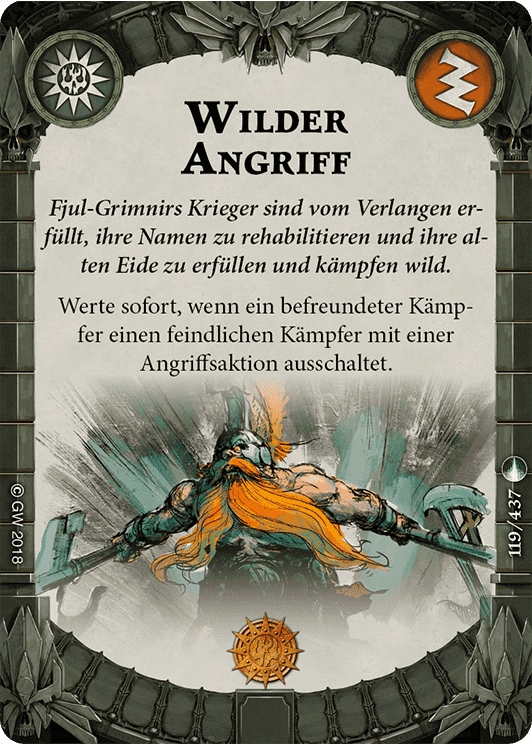 Wilder
Angriff
Fjul-Grimnirs Krieger sind vom Verlangen er-
füllt, ihre Namen zu rehabilitieren und ihre al-
ten Eide zu erfüllen und kämpfen wild.
Werte sofort, wenn ein befreundeter Kämp-
fer einen feindlichen Kämpfer mit einer
Angriffsaktion ausschaltet.
© GW 2018
119/437